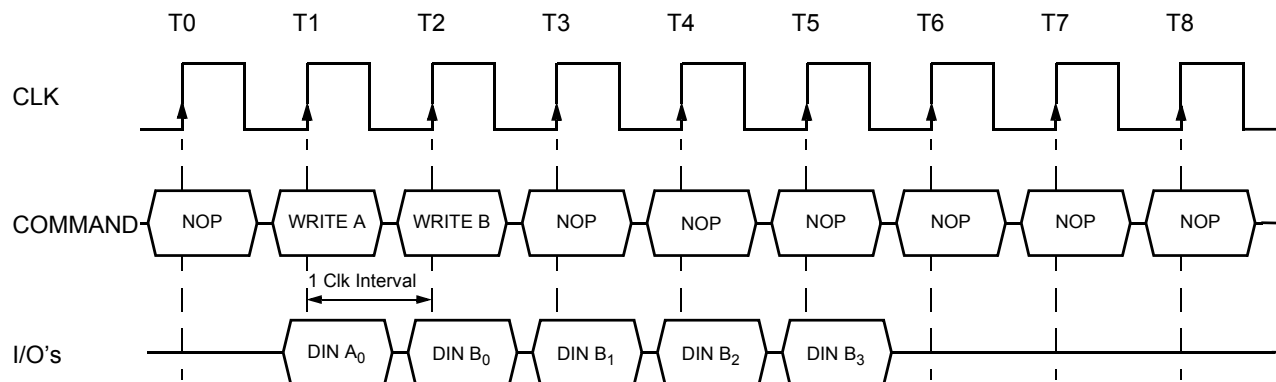 T0 T1 T2 T3 T4 T5 T6 T7 T8
CLK
COMMAND NOP WRITE A WRITE B NOP NOP NOP NOP NOP NOP
1 Clk Interval
I/O's DIN A0 DIN B0 DIN B1 DIN B2 DIN B3